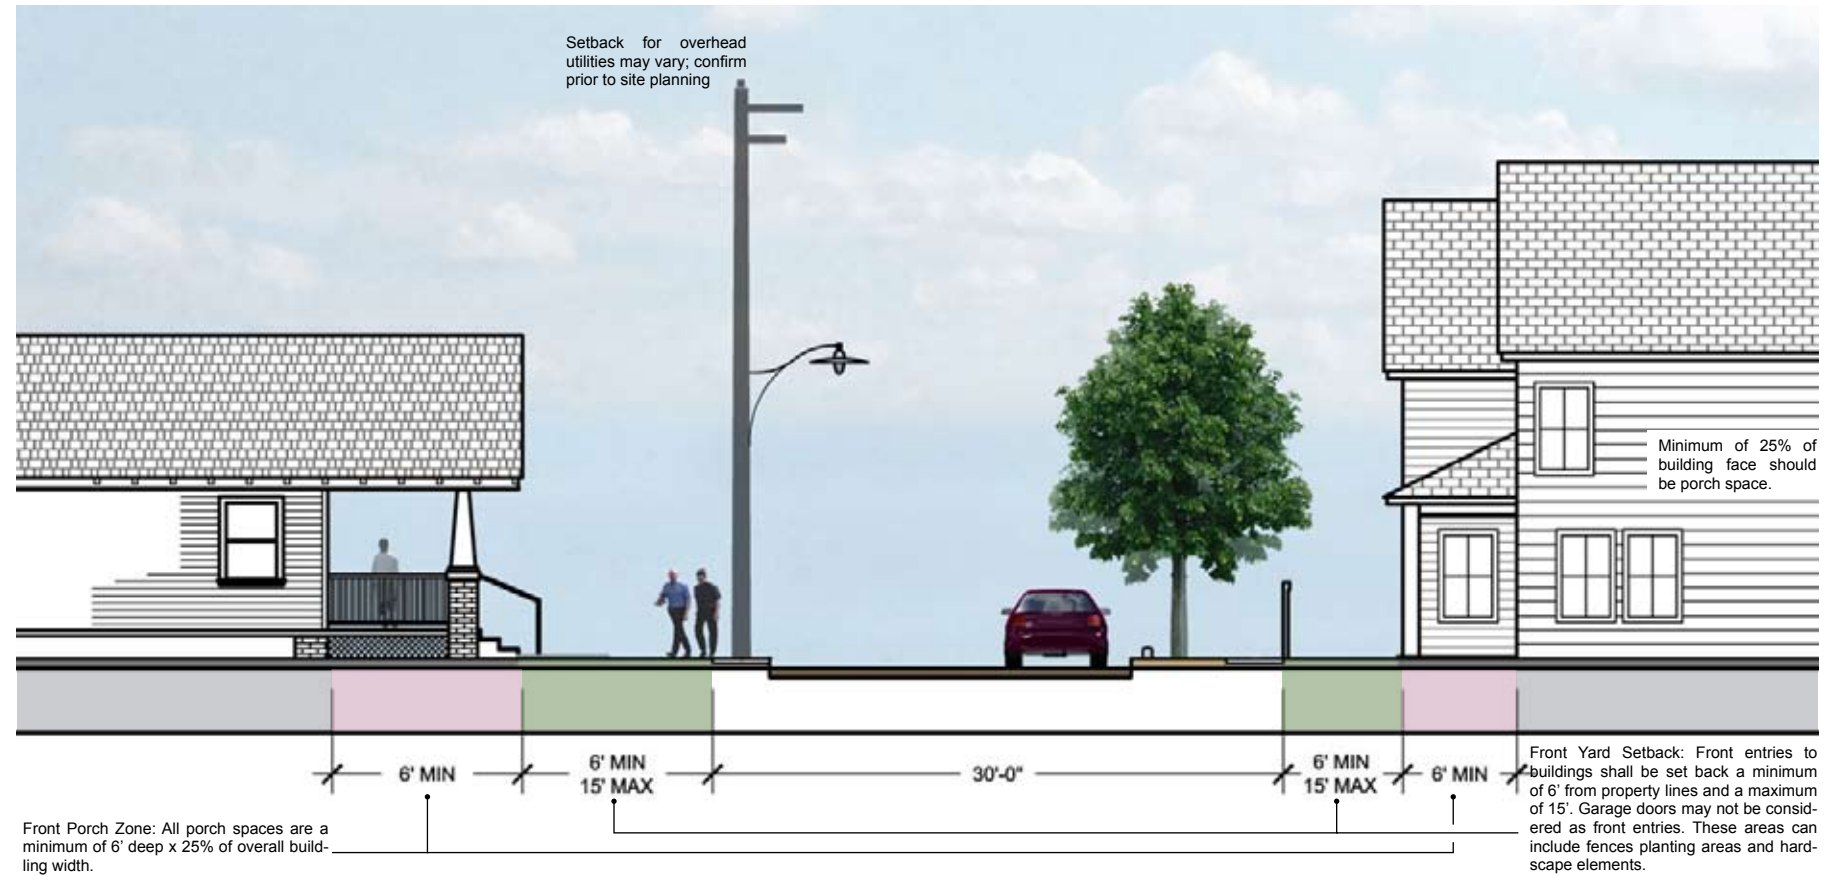 Setback for overhead
utilities may vary; confirm
prior to site planning
Minimum of 25% of
building face should
be porch space.
6' MIN
6' MIN
15' MAX
30'-0"
6' MIN
15' MAX
6' MIN
Front Porch Zone: All porch spaces are a
minimum of 6' deep x 25% of overall build-
ling width.
Front Yard Setback: Front entries to
buildings shall be set back a minimum
of 6' from property lines and a maximum
of 15'. Garage doors may not be consid-
ered as front entries. These areas can
include fences planting areas and hard-
scape elements.